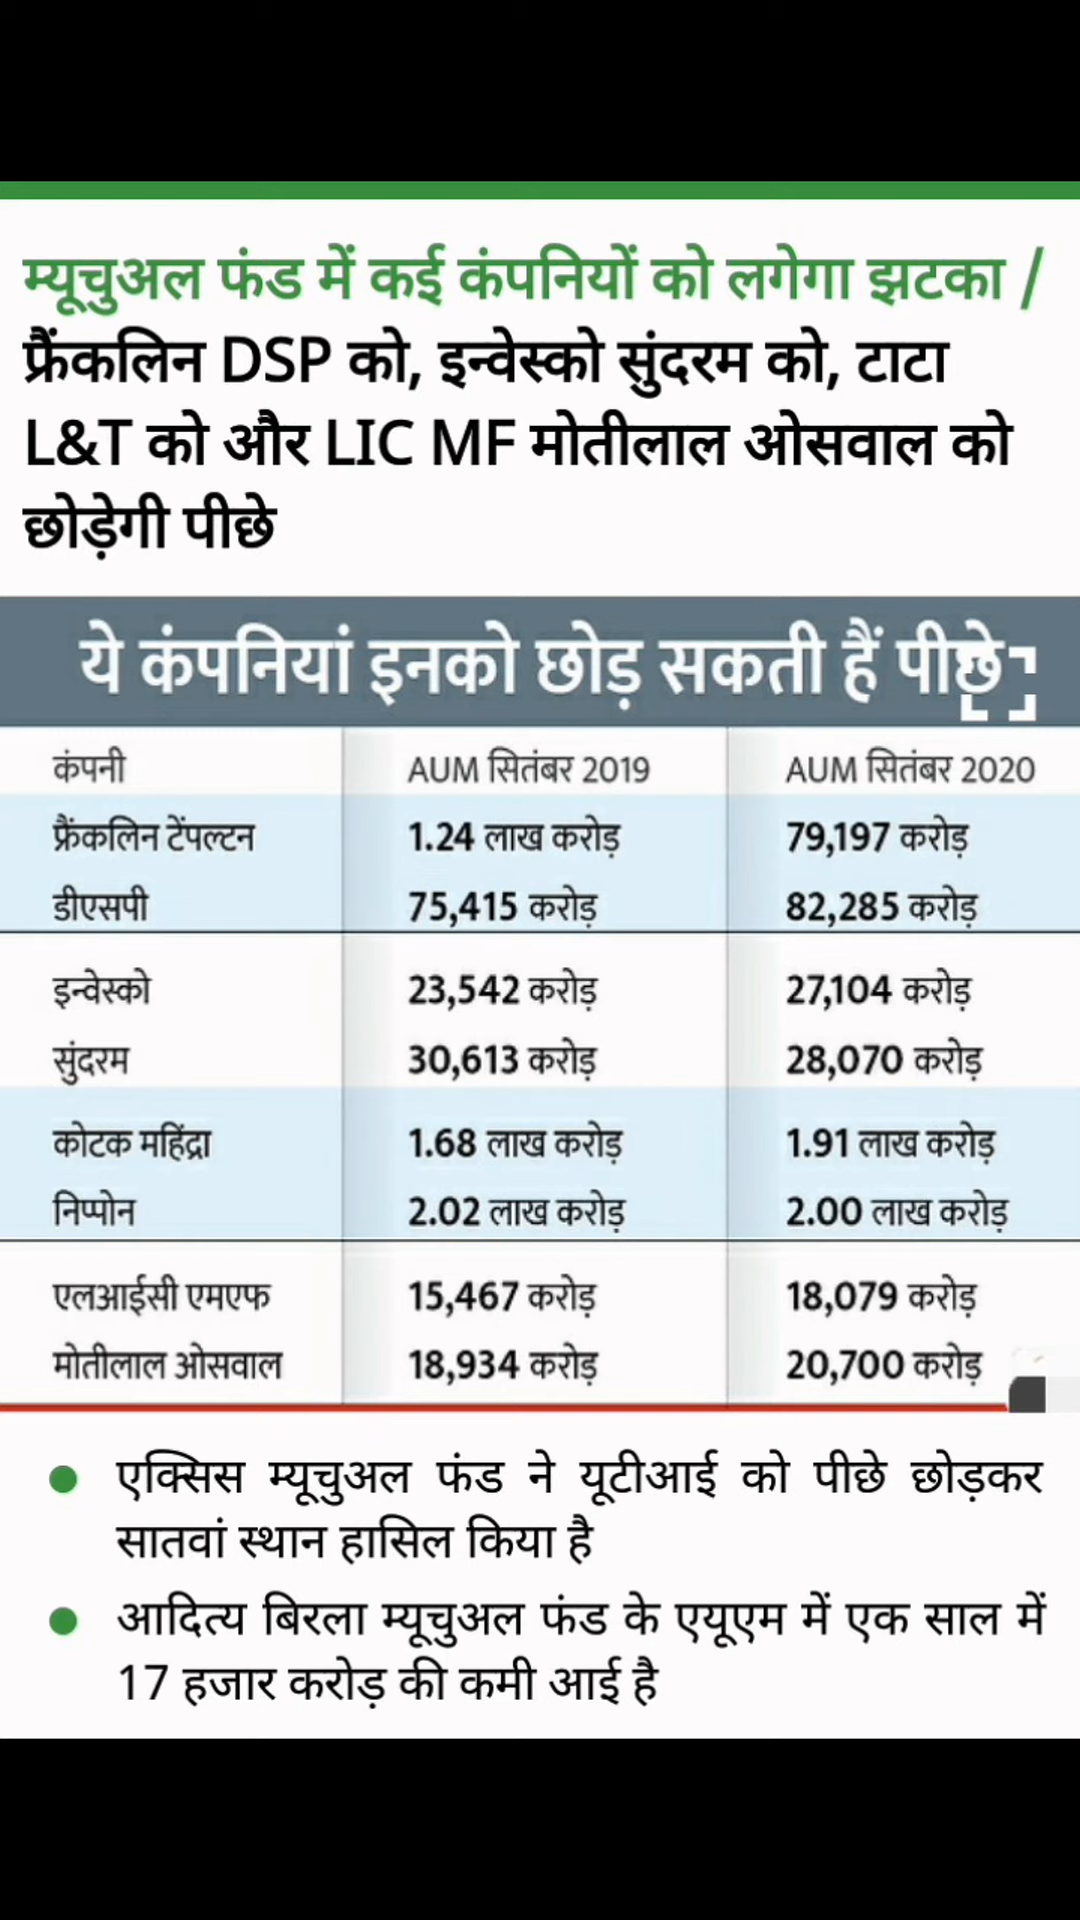 म्यूचुअल फंड में कई कंपनियों को लगेगा झटका /
फ्रैंकलिन DSP को, इन्वेस्को सुंदरम को, टाटा
L&T को और LIC MF मोतीलाल ओसवाल को
छोड़ेगी पीछे
ये कंपनियां इनको छोड़ सकती हैं पीछे
कंपनी AUM सितंबर 2019 AUM सितंबर 2020
फ्रैंकलिन टेंपल्टन 1.24 लाख करोड़ 79,197 करोड़
डीएसपी 75,415 करोड़ 82,285 करोड़
इन्वेस्को 23,542 करोड़ 27,104 करोड़
सुंदरम 30,613 करोड़ 28,070 करोड़
कोटक महिंद्रा 1.68 लाख करोड़ 1.91 लाख करोड़
निप्पोन 2.02 लाख करोड़ 2.00 लाख करोड़
एलआईसी एमएफ 15,467 करोड़ 18,079 करोड़
मोतीलाल ओसवाल 18,934 करोड़ 20,700 करोड़
एक्सिस म्यूचुअल फंड ने यूटीआई को पीछे छोड़कर
सातवां स्थान हासिल किया है
आदित्य बिरला म्यूचुअल फंड के एयूएम में एक साल में
17 हजार करोड़ की कमी आई है